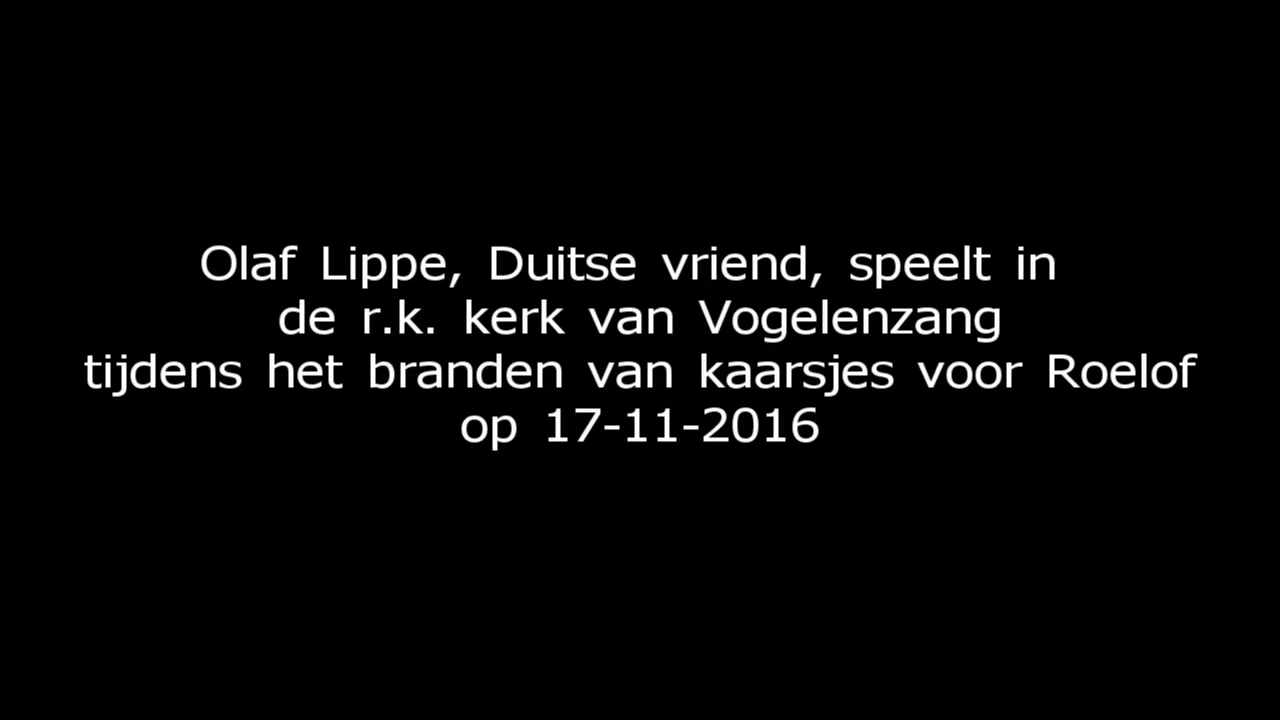 Olaf Lippe, Duitse vriend, speelt in
de r.k. kerk van Vogelenzang
tijdens het branden van kaarsjes voor Roelof
op 17-11-2016